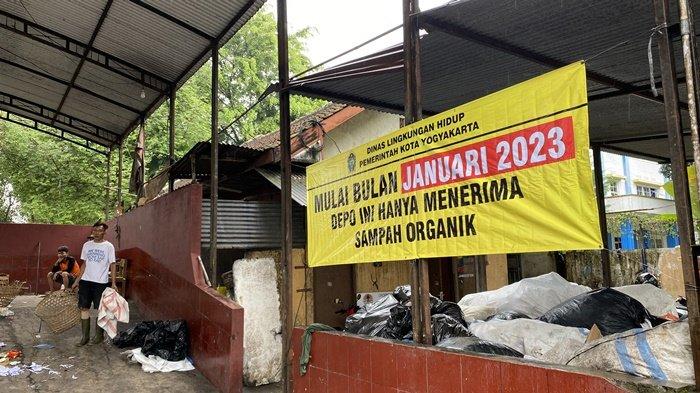 DINAS LINGKUNGAN HIDUP
PEMERINTAH KOTA YOGYAKARTA
MULAI BULAN JANUARI 2023
DEPO INI HANYA MENERIMA
SAMPAH ORGANIK